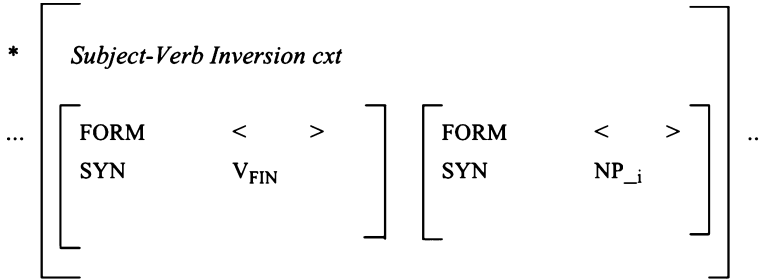 * Subject-Verb Inversion cxt
... FORM < > FORM < > ..
SYN V_FIN SYN NP_i